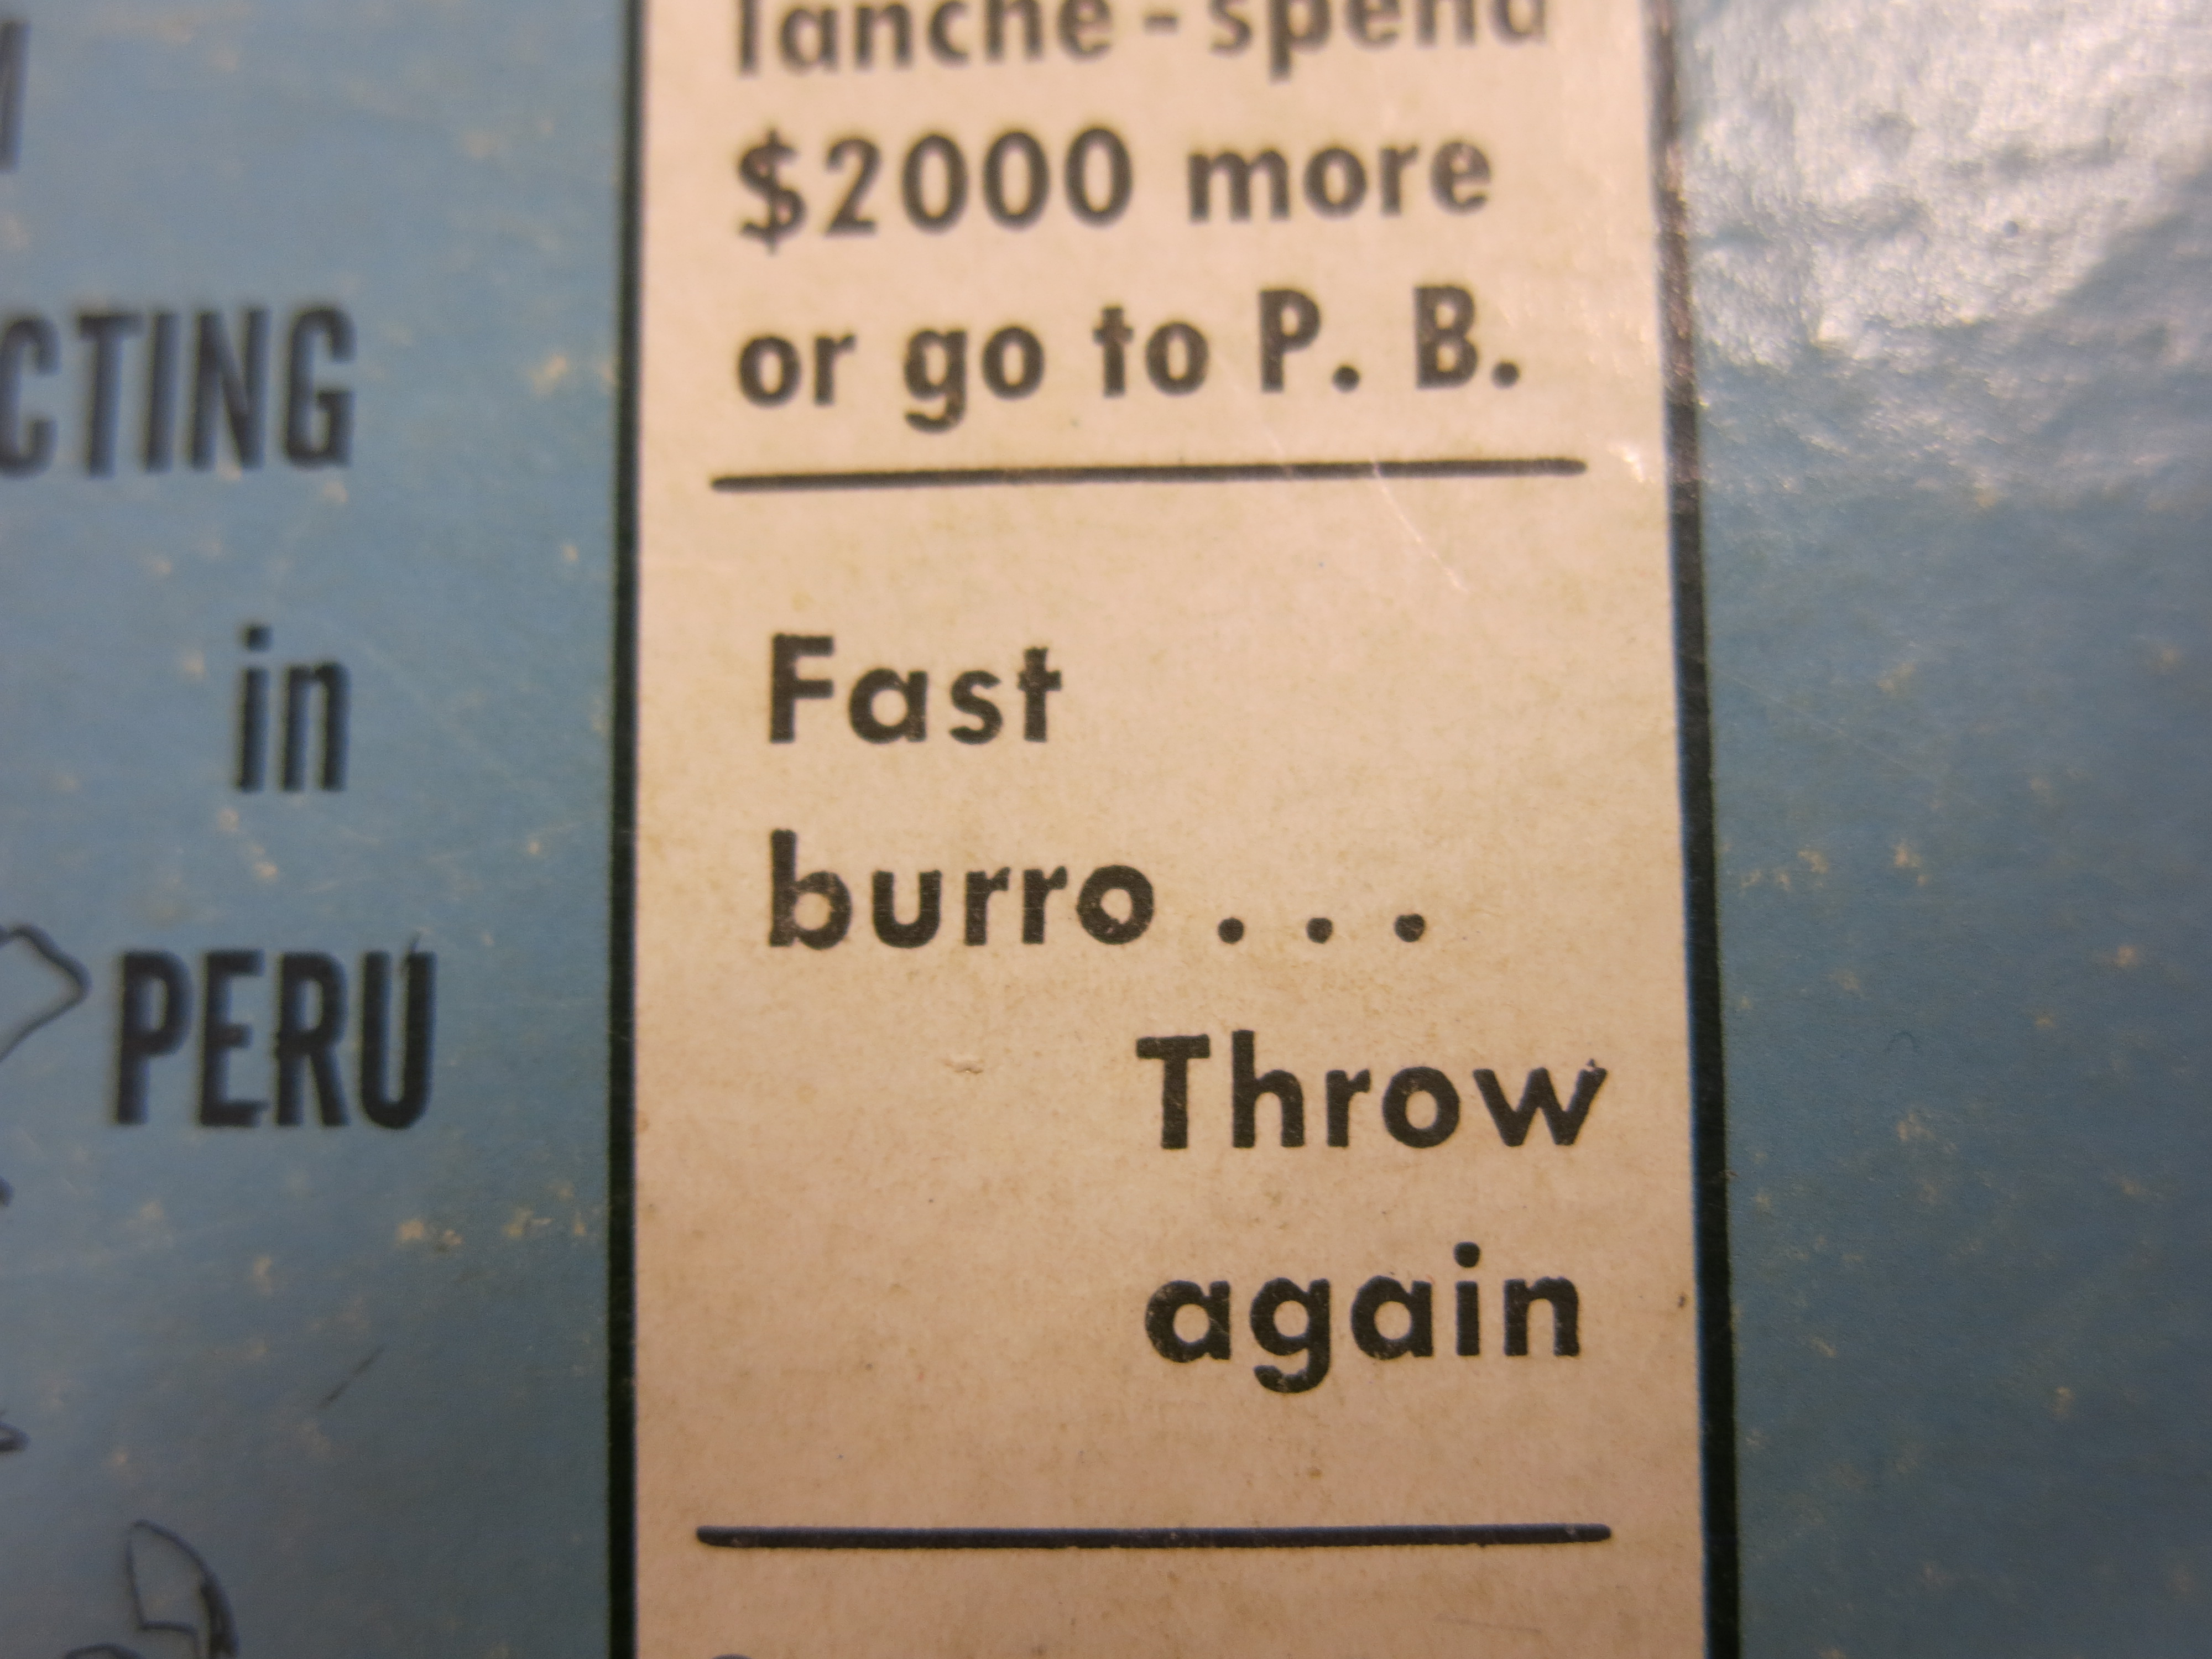 CTING
in
PERU
lanche - spend
$2000 more
or go to P. B.
Fast
burro . . .
Throw
again